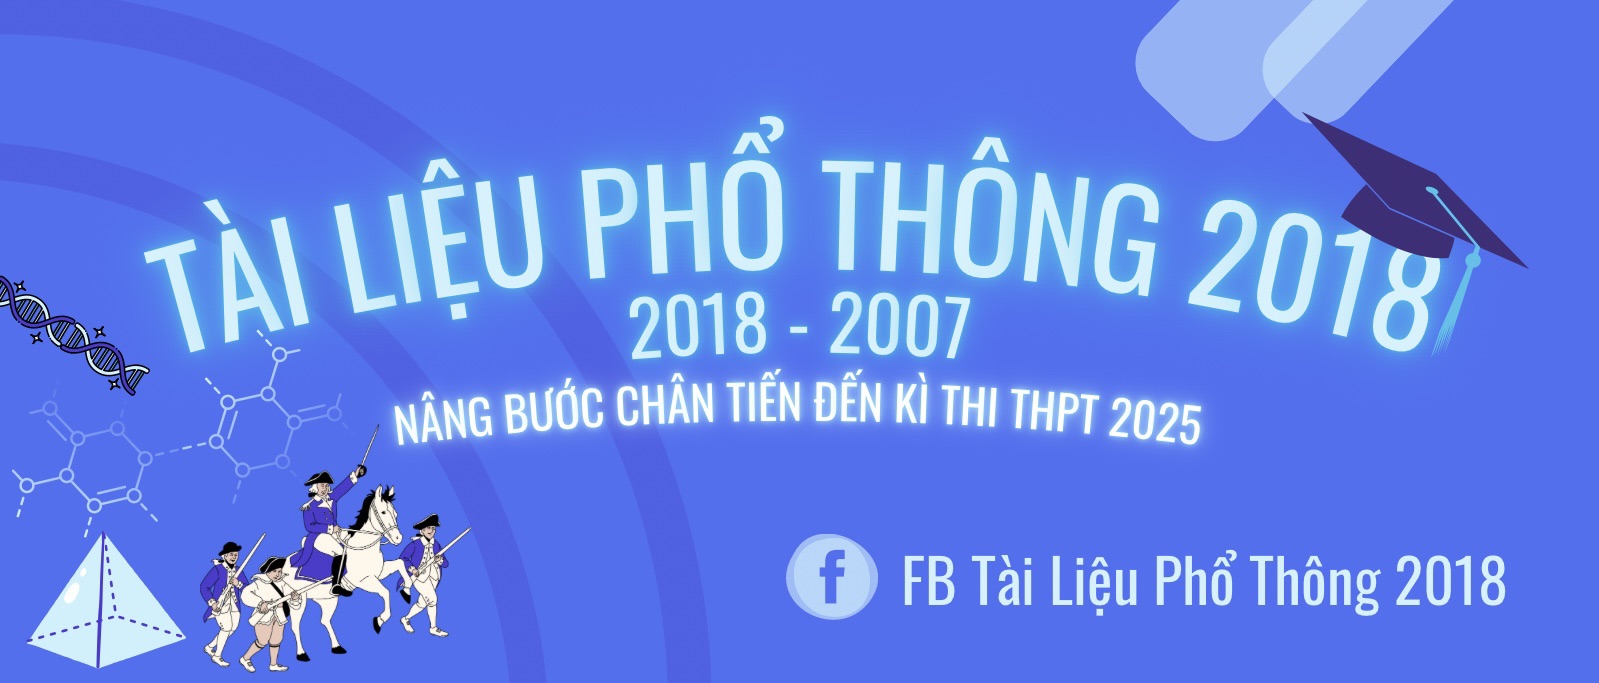 TÀI LIỆU PHỔ THÔNG 2018
2018 - 2007
NÂNG BƯỚC CHÂN TIẾN ĐẾN KÌ THI THPT 2025
f FB Tài Liệu Phổ Thông 2018